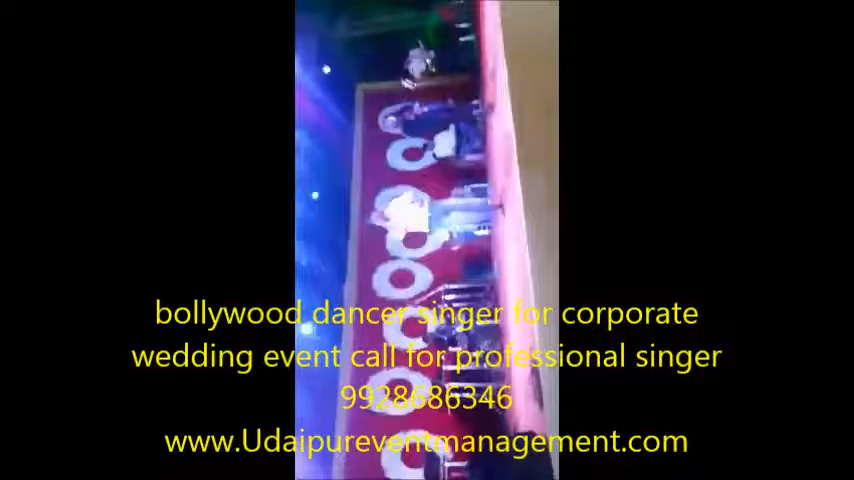 bollywood dancer singer for corporate
wedding event call for professional singer
9928686346
www.Udaipureventmanagement.com